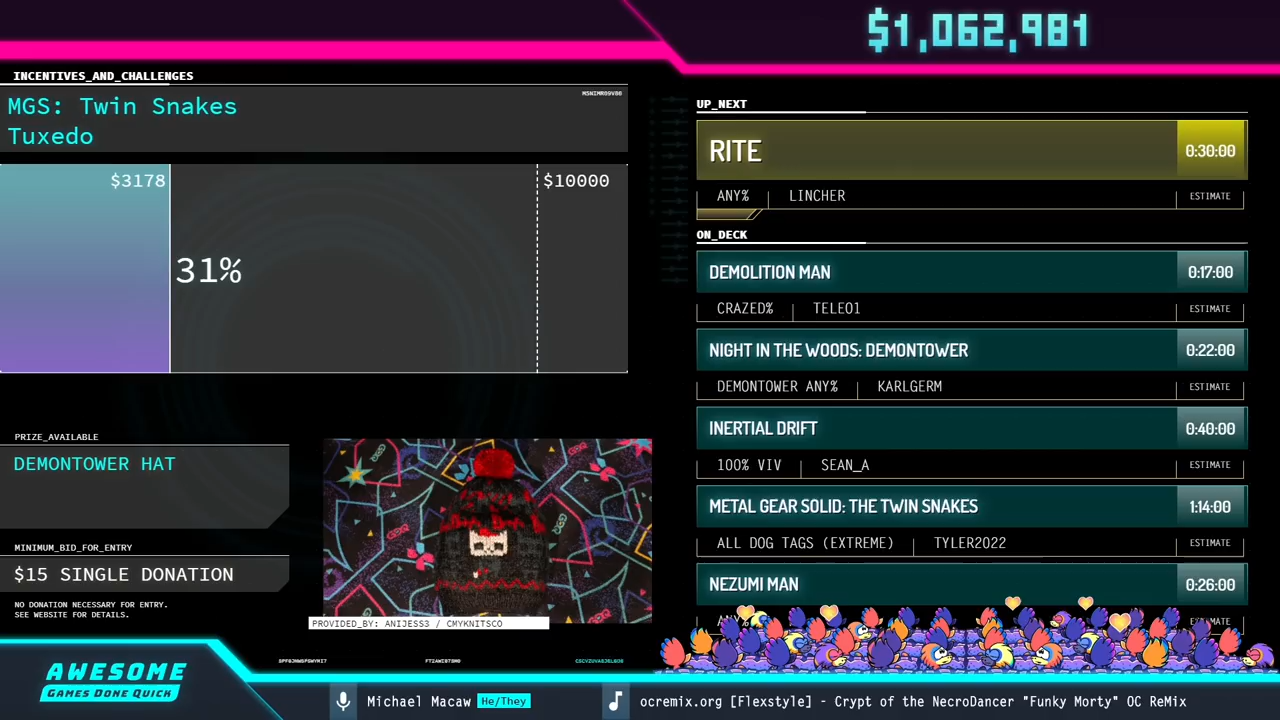 $1,062,981
INCENTIVES_AND_CHALLENGES
MGS: Twin Snakes
Tuxedo
$3178
$10000
31%
PRIZE_AVAILABLE
DEMONTOWER HAT
MINIMUM_BID_FOR_ENTRY
$15 SINGLE DONATION
NO DONATION NECESSARY FOR ENTRY.
SEE WEBSITE FOR DETAILS.
PROVIDED_BY: ANIJESS3 / CMYKNITSCO
UP_NEXT
RITE
0:30:00
ANY%
LINCHER
ESTIMATE
ON_DECK
DEMOLITION MAN
0:17:00
CRAZED%
TELEO1
ESTIMATE
NIGHT IN THE WOODS: DEMONTOWER
0:22:00
DEMONTOWER ANY%
KARLGERM
ESTIMATE
INERTIAL DRIFT
0:40:00
100% VIV
SEAN_A
ESTIMATE
METAL GEAR SOLID: THE TWIN SNAKES
1:14:00
ALL DOG TAGS (EXTREME)
TYLER2022
ESTIMATE
NEZUMI MAN
0:26:00
AWESOME
GAMES DONE QUICK
Michael Macaw He/They
ocremix.org [Flexstyle] - Crypt of the NecroDancer "Funky Morty" OC ReMix